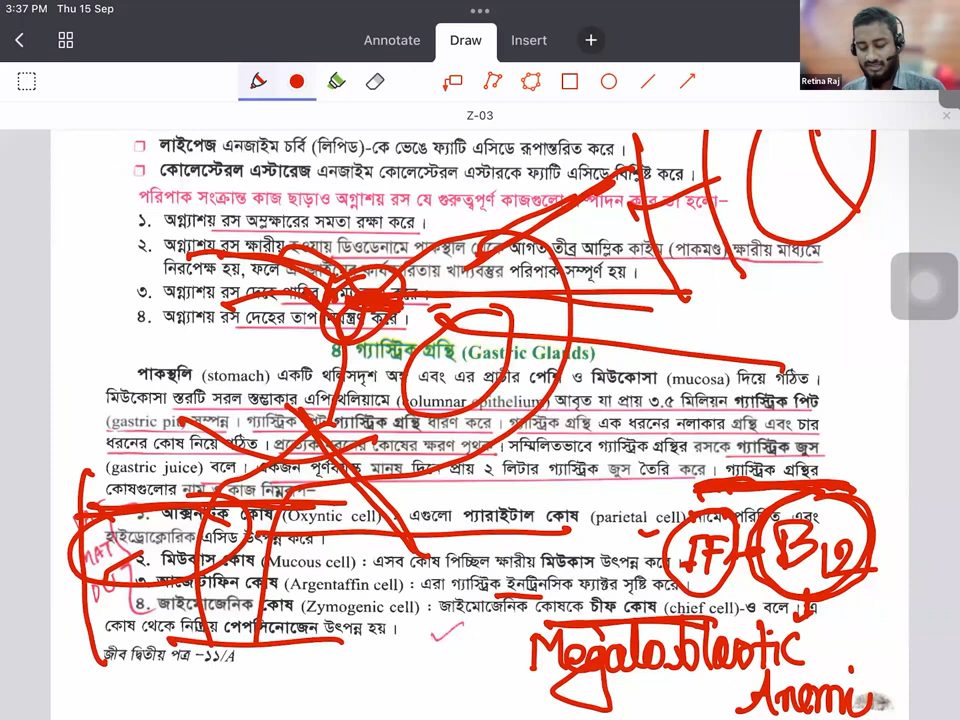 3:37 PM Thu 15 Sep
Annotate Draw Insert
Retina Raj
Z-03
লাইপেজ এনজাইম চর্বি (লিপিড)-কে ভেঙে ফ্যাটি এসিডে রূপান্তরিত করে।
কোলেস্টেরল এস্টারেজ এনজাইম কোলেস্টেরল এস্টারকে ফ্যাটি এসিডে বিশ্লিষ্ট করে।
পরিপাক সংক্রান্ত কাজ ছাড়াও অগ্ন্যাশয় রস যে গুরুত্বপূর্ণ কাজগুলো করে তা হলো–
১. অগ্ন্যাশয় রস অম্লক্ষারের সমতা রক্ষা করে।
২. অগ্ন্যাশয় রস ক্ষারীয় হওয়ায় ডিওডেনামে পাকস্থলি থেকে আগত তীব্র আম্লিক কাইম (পাকমণ্ড) ক্ষারীয় মাধ্যমে
নিরপেক্ষ হয়, ফলে কার্যকারিতায় খাদ্যবস্তুর পরিপাক সম্পূর্ণ হয়।
৩. অগ্ন্যাশয় রস দেহে পানির করে।
৪. অগ্ন্যাশয় রস দেহের তাপ নিয়ন্ত্রণ করে।
৪ গ্যাস্ট্রিক গ্রন্থি (Gastric Glands)
পাকস্থলি (stomach) একটি থলিসদৃশ অঙ্গ এবং এর প্রাচীর পেশি ও মিউকোসা (mucosa) দিয়ে গঠিত।
মিউকোসা স্তরটি সরল স্তম্ভাকার এপিথেলিয়ামে (columnar epithelium) আবৃত যা প্রায় ৩.৫ মিলিয়ন গ্যাস্ট্রিক পিট
(gastric pit) সম্পন্ন। গ্যাস্ট্রিক পিট গ্যাস্ট্রিক গ্রন্থি ধারণ করে। গ্যাস্ট্রিক গ্রন্থি এক ধরনের নলাকার গ্রন্থি এবং চার
ধরনের কোষ নিয়ে গঠিত। প্রত্যেক ধরনের কোষের ক্ষরণ পৃথক। সম্মিলিতভাবে গ্যাস্ট্রিক গ্রন্থির রসকে গ্যাস্ট্রিক জুস
(gastric juice) বলে। একজন পূর্ণবয়স্ক মানুষ দিনে প্রায় ২ লিটার গ্যাস্ট্রিক জুস তৈরি করে। গ্যাস্ট্রিক গ্রন্থির
কোষগুলোর নাম ও কাজ নিম্নরূপ–
১. অক্সিনটিক কোষ (Oxyntic cell) : এগুলো প্যারাইটাল কোষ (parietal cell) নামে পরিচিত এবং
হাইড্রোক্লোরিক এসিড উৎপন্ন করে।
২. মিউকাস কোষ (Mucous cell) : এসব কোষ পিচ্ছিল ক্ষারীয় মিউকাস উৎপন্ন করে।
৩. আর্জেন্টাফিন কোষ (Argentaffin cell) : এরা গ্যাস্ট্রিক ইনট্রিনসিক ফ্যাক্টর সৃষ্টি করে।
৪. জাইমোজেনিক কোষ (Zymogenic cell) : জাইমোজেনিক কোষকে চীফ কোষ (chief cell)-ও বলে। এ
কোষ থেকে নিষ্ক্রিয় পেপসিনোজেন উৎপন্ন হয়।
IF B12
Megaloblastic
Anemi
জীব দ্বিতীয় পত্র -১১/A